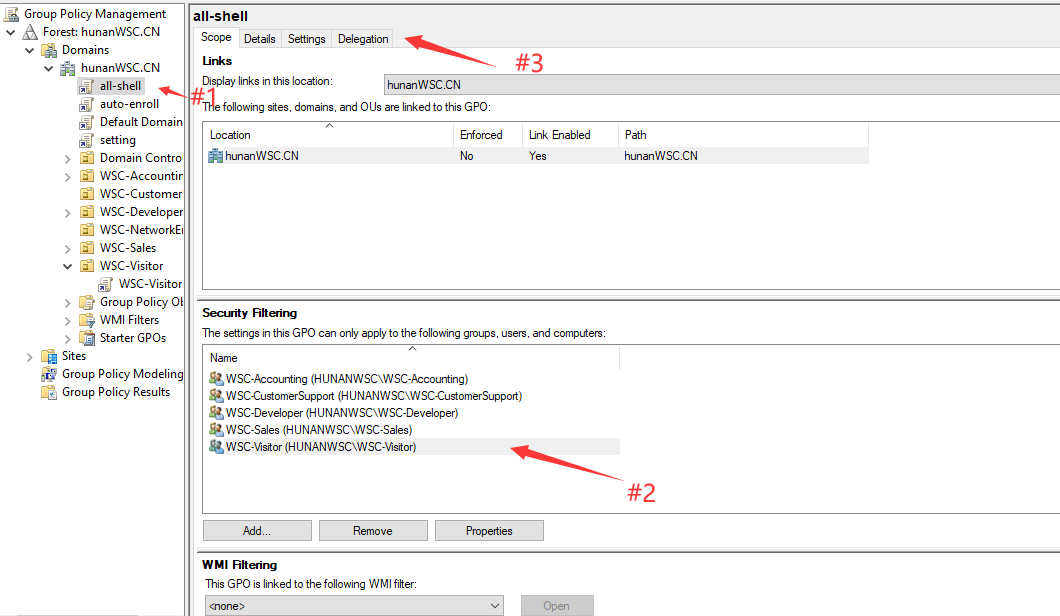 Group Policy Management
Forest: hunanWSC.CN
Domains
hunanWSC.CN
all-shell
#1
auto-enroll
Default Domain
setting
Domain Contro
WSC-Accountin
WSC-Customer
WSC-Developer
WSC-NetworkEn
WSC-Sales
WSC-Visitor
WSC-Visitor
Group Policy Ob
WMI Filters
Starter GPOs
Sites
Group Policy Modeling
Group Policy Results
all-shell
Scope Details Settings Delegation
#3
Links
Display links in this location: hunanWSC.CN
The following sites, domains, and OUs are linked to this GPO:
Location Enforced Link Enabled Path
hunanWSC.CN No Yes hunanWSC.CN
Security Filtering
The settings in this GPO can only apply to the following groups, users, and computers:
Name
WSC-Accounting (HUNANWSC\WSC-Accounting)
WSC-CustomerSupport (HUNANWSC\WSC-CustomerSupport)
WSC-Developer (HUNANWSC\WSC-Developer)
WSC-Sales (HUNANWSC\WSC-Sales)
WSC-Visitor (HUNANWSC\WSC-Visitor)
#2
Add... Remove Properties
WMI Filtering
This GPO is linked to the following WMI filter:
<none> Open